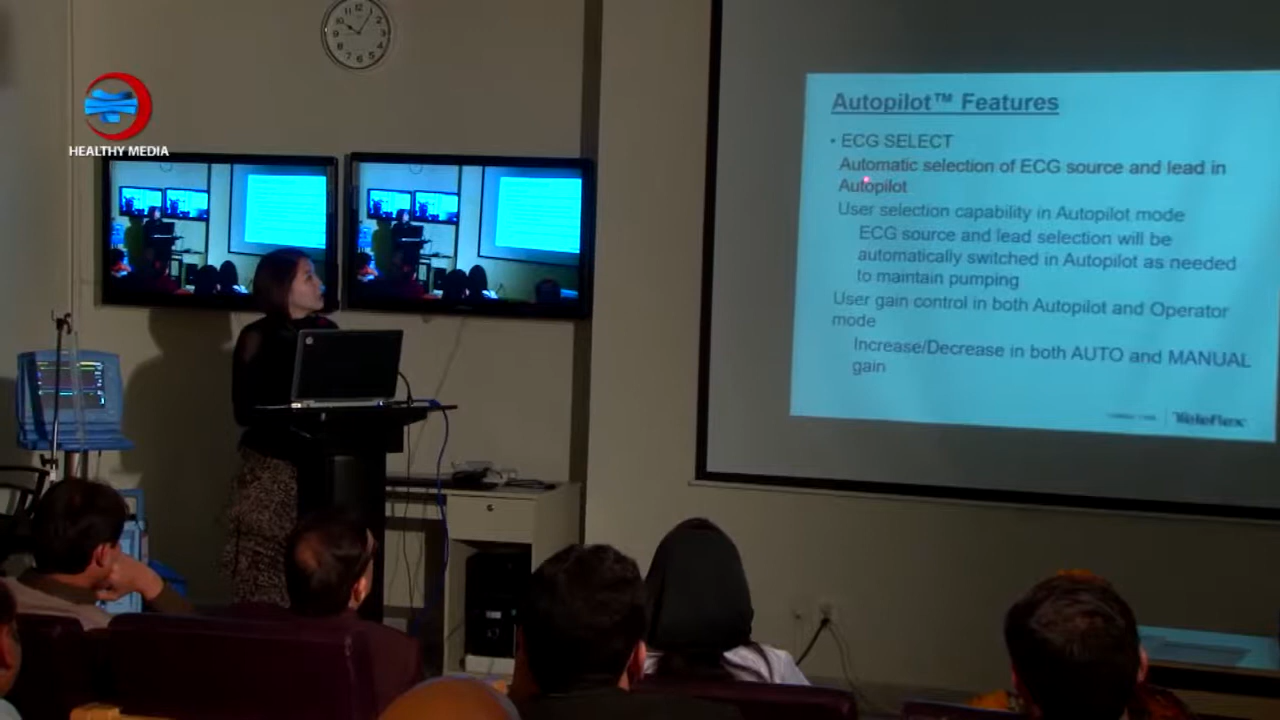 HEALTHY MEDIA
Autopilot™ Features
• ECG SELECT
Automatic selection of ECG source and lead in
Autopilot
User selection capability in Autopilot mode
ECG source and lead selection will be
automatically switched in Autopilot as needed
to maintain pumping
User gain control in both Autopilot and Operator
mode
Increase/Decrease in both AUTO and MANUAL
gain
Teleflex